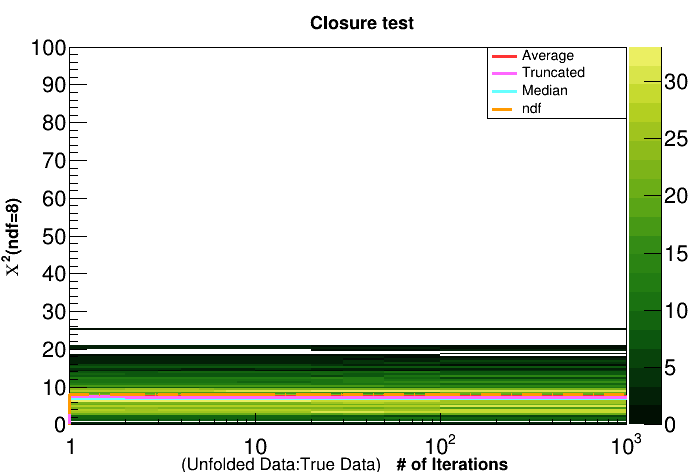 Closure test
Average
Truncated
Median
ndf
100
90
80
70
60
50
40
30
20
10
0
χ²(ndf=8)
30
25
20
15
10
5
0
1 10 10² 10³
(Unfolded Data:True Data) # of Iterations